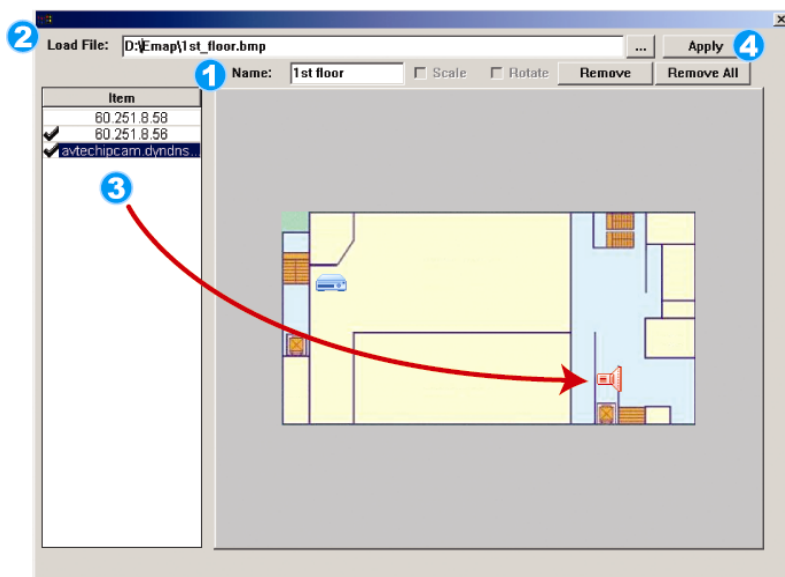 2 Load File: D:\Emap\1st_floor.bmp ... Apply 4
1 Name: 1st floor Scale Rotate Remove Remove All
Item
60.251.8.58
60.251.8.56
avtechipcam.dyndns...
3